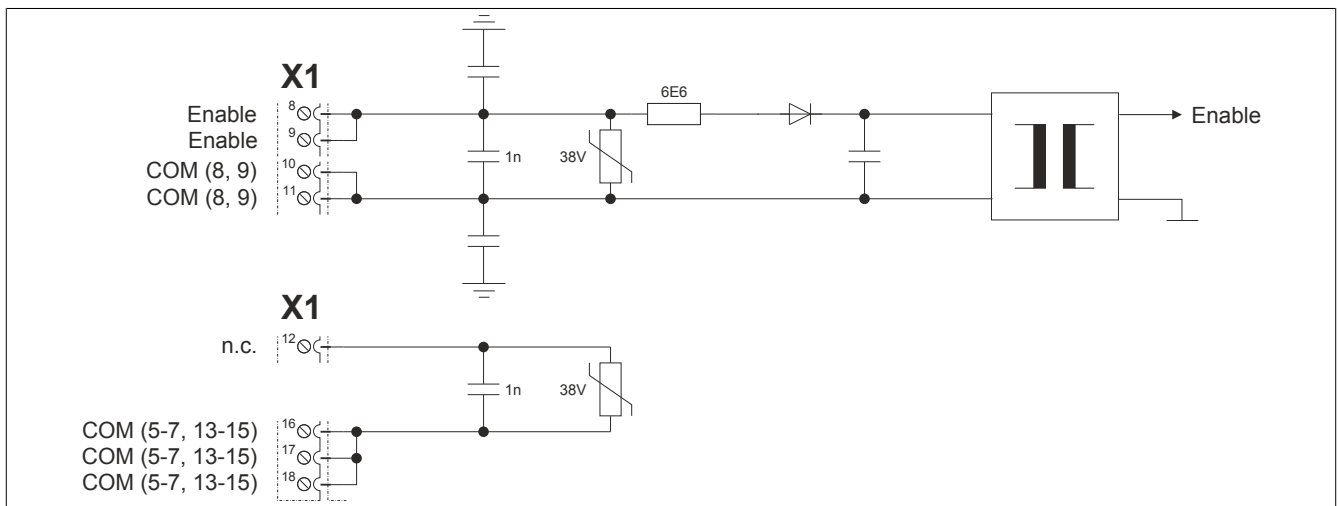 X1
6E6
Enable 8
Enable
Enable 9
COM (8, 9) 10
1n
38V
COM (8, 9) 11
X1
n.c. 12
1n
38V
COM (5-7, 13-15) 16
COM (5-7, 13-15) 17
COM (5-7, 13-15) 18